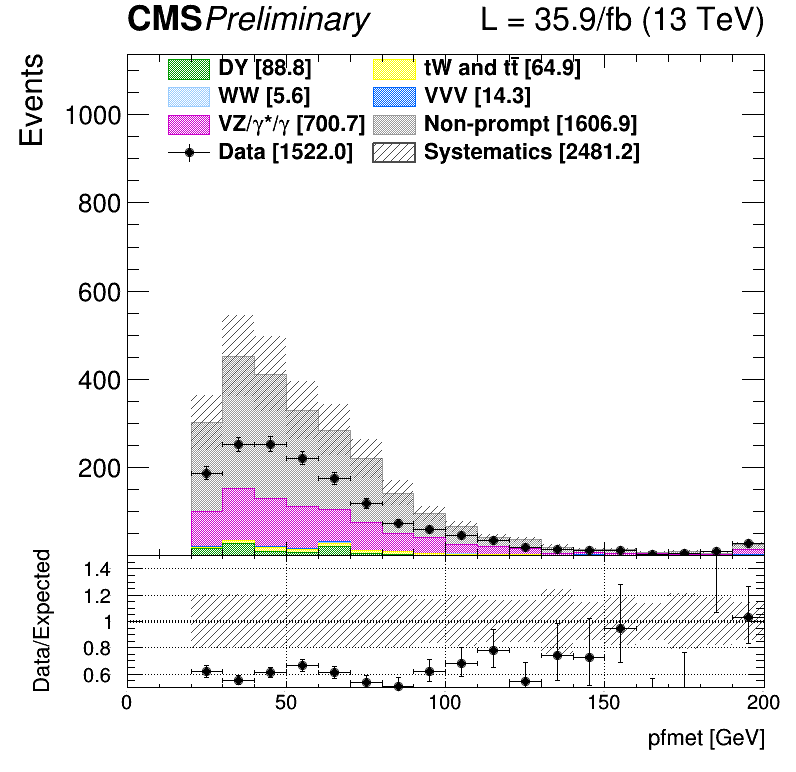 CMS Preliminary L = 35.9/fb (13 TeV)
Events
DY [88.8] tW and tt̄ [64.9]
WW [5.6] VVV [14.3]
VZ/γ*/γ [700.7] Non-prompt [1606.9]
Data [1522.0] Systematics [2481.2]
1000
800
600
400
200
Data/Expected
1.4
1.2
1
0.8
0.6
0 50 100 150 200
pfmet [GeV]